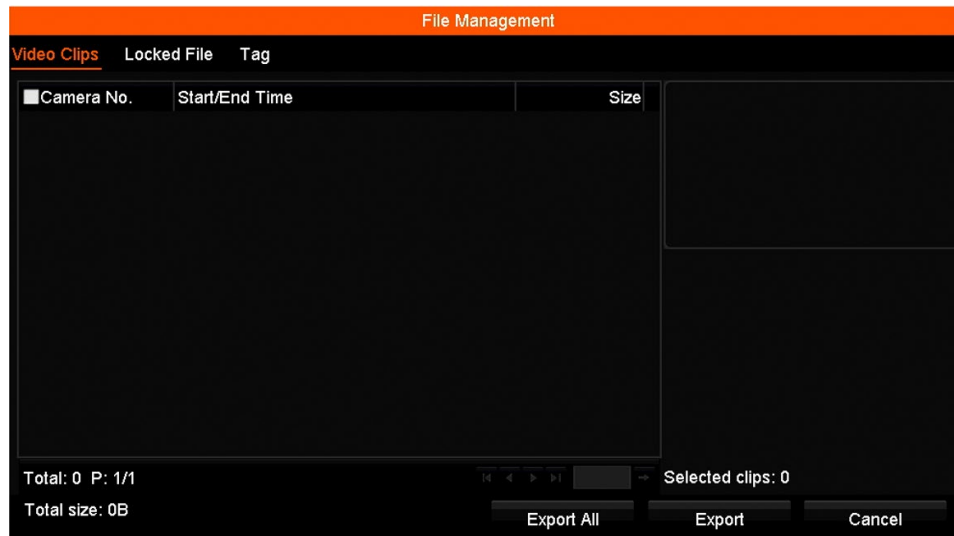 File Management
Video Clips Locked File Tag
Camera No. Start/End Time Size
Total: 0 P: 1/1
Selected clips: 0
Total size: 0B
Export All Export Cancel